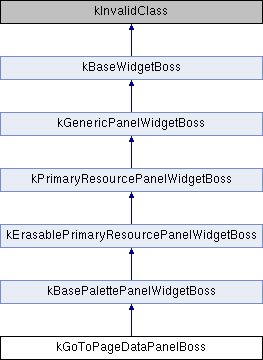 kInvalidClass
kBaseWidgetBoss
kGenericPanelWidgetBoss
kPrimaryResourcePanelWidgetBoss
kErasablePrimaryResourcePanelWidgetBoss
kBasePalettePanelWidgetBoss
kGoToPageDataPanelBoss